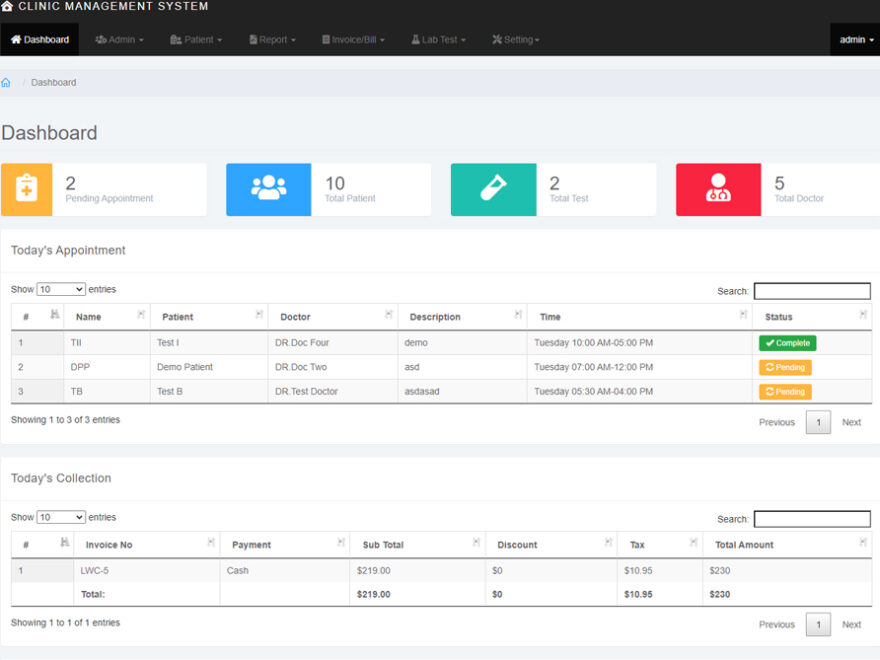 CLINIC MANAGEMENT SYSTEM
Dashboard Admin Patient Report Invoice/Bill Lab Test Setting admin
/ Dashboard
Dashboard
2 10 2 5
Pending Appointment Total Patient Total Test Total Doctor
Today's Appointment
Show 10 entries Search:
# Name Patient Doctor Description Time Status
1 TII Test I DR.Doc Four demo Tuesday 10:00 AM-05:00 PM Complete
2 DPP Demo Patient DR.Doc Two asd Tuesday 07:00 AM-12:00 PM Pending
3 TB Test B DR.Test Doctor asdasad Tuesday 05:30 AM-04:00 PM Pending
Showing 1 to 3 of 3 entries
Previous 1 Next
Today's Collection
Show 10 entries Search:
# Invoice No Payment Sub Total Discount Tax Total Amount
1 LWC-5 Cash $219.00 $0 $10.95 $230
Total: $219.00 $0 $10.95 $230
Showing 1 to 1 of 1 entries
Previous 1 Next